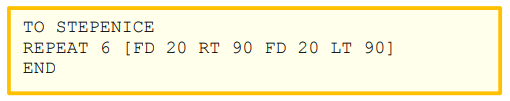 TO STEPENICE
REPEAT 6 [FD 20 RT 90 FD 20 LT 90]
END